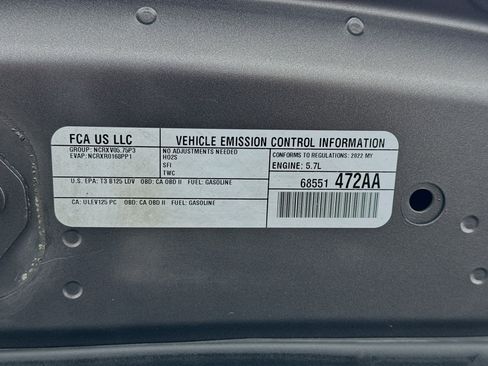 FCA US LLC
GROUP: NCRXV05.75P3
EVAP: NCRXR0168PP1
VEHICLE EMISSION CONTROL INFORMATION
NO ADJUSTMENTS NEEDED
HO2S
SFI
TWC
CONFORMS TO REGULATIONS: 2022 MY
ENGINE: 5.7L
U.S. EPA: T3 B125 LDV OBD: CA OBD II FUEL: GASOLINE
68551 472AA
CA: ULEV125 PC OBD: CA OBD II FUEL: GASOLINE